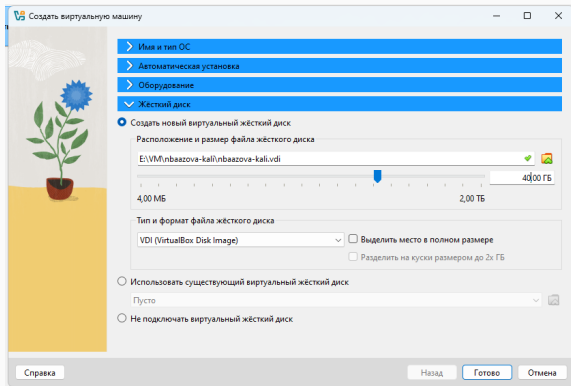 Создать виртуальную машину
Имя и тип ОС
Автоматическая установка
Оборудование
Жёсткий диск
Создать новый виртуальный жёсткий диск
Расположение и размер файла жёсткого диска
E:\VM\nbaazova-kali\nbaazova-kali.vdi
40,00 ГБ
4,00 МБ 2,00 ТБ
Тип и формат файла жёсткого диска
VDI (VirtualBox Disk Image) Выделить место в полном размере
Разделить на куски размером до 2х ГБ
Использовать существующий виртуальный жёсткий диск
Пусто
Не подключать виртуальный жёсткий диск
Справка Назад Готово Отмена